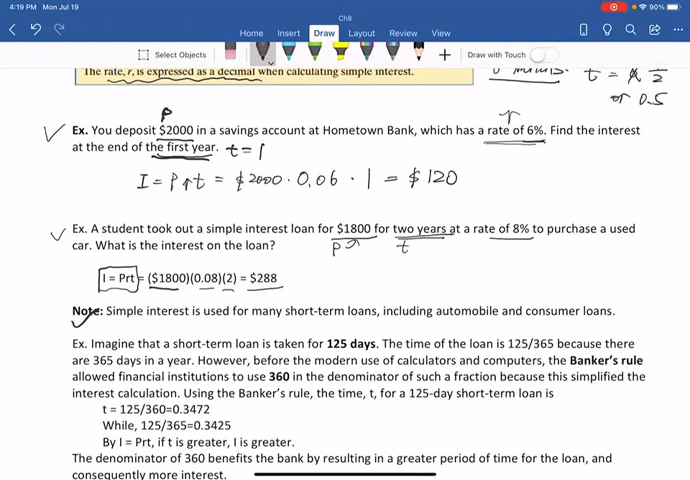 4:19 PM Mon Jul 19
Ch8
90%
Home Insert Draw Layout Review View
Select Objects
Draw with Touch
The rate, r, is expressed as a decimal when calculating simple interest.
t = 1/2
or 0.5
P
r
Ex. You deposit $2000 in a savings account at Hometown Bank, which has a rate of 6%. Find the interest
at the end of the first year. t = 1
I = Prt = $2000 · 0.06 · 1 = $120
Ex. A student took out a simple interest loan for $1800 for two years at a rate of 8% to purchase a used
car. What is the interest on the loan?
P t
I = Prt = ($1800)(0.08)(2) = $288
Note: Simple interest is used for many short-term loans, including automobile and consumer loans.
Ex. Imagine that a short-term loan is taken for 125 days. The time of the loan is 125/365 because there
are 365 days in a year. However, before the modern use of calculators and computers, the Banker's rule
allowed financial institutions to use 360 in the denominator of such a fraction because this simplified the
interest calculation. Using the Banker's rule, the time, t, for a 125-day short-term loan is
t = 125/360=0.3472
While, 125/365=0.3425
By I = Prt, if t is greater, I is greater.
The denominator of 360 benefits the bank by resulting in a greater period of time for the loan, and
consequently more interest.